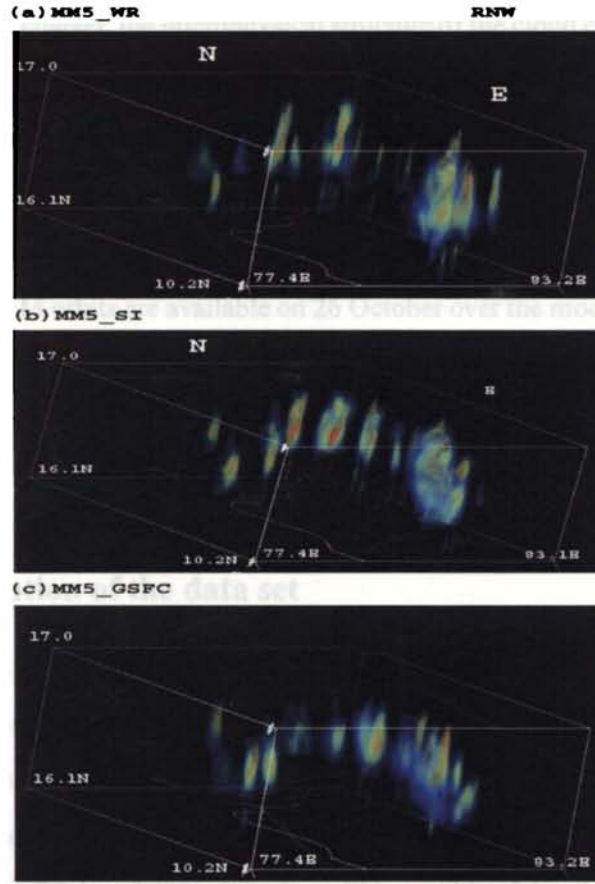 (a)MM5_WR RNW
N
E
17.0
16.1N
10.2N 77.4E 93.2E
are available on 26 October over the mod
(b)MM5_SI
N
E
17.0
16.1N
10.2N 77.4E 93.1E
of the data set
(c)MM5_GSFC
17.0
16.1N
10.2N 77.4E 93.2E